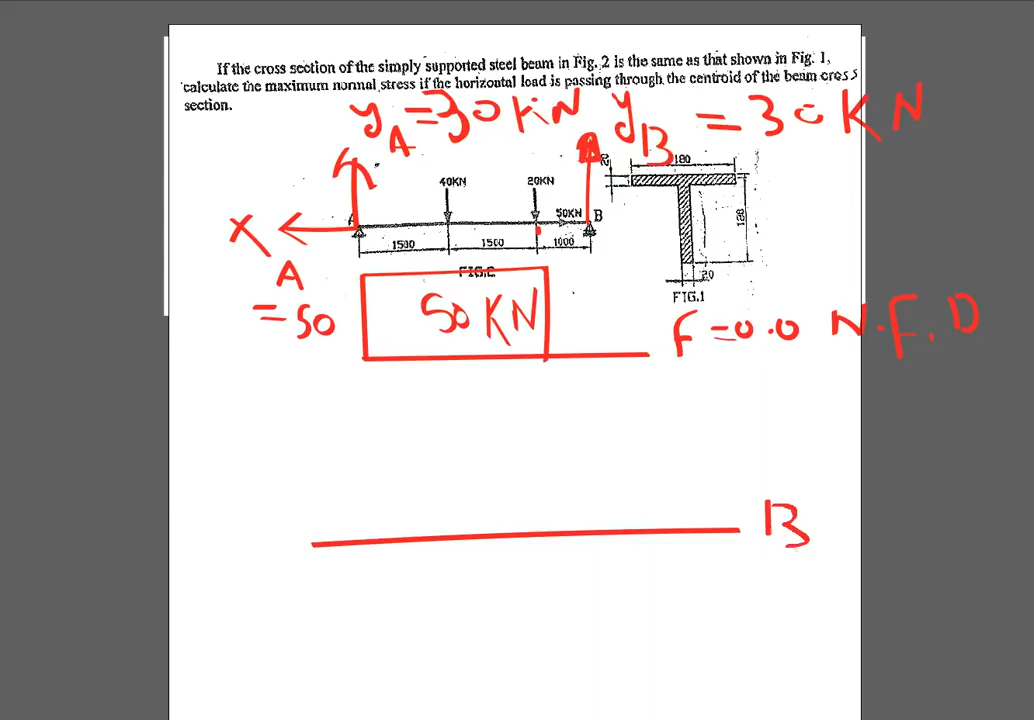 If the cross section of the simply supported steel beam in Fig. 2 is the same as that shown in Fig. 1,
calculate the maximum normal stress if the horizontal load is passing through the centroid of the beam cross
section.
yA = 30 KN yB = 30 KN
180
40KN 20KN
50KN
A B
XA
= 50
1500 1500 1000
20
FIG.2
FIG.1
50 KN
F = 0.0 N.F.D
B